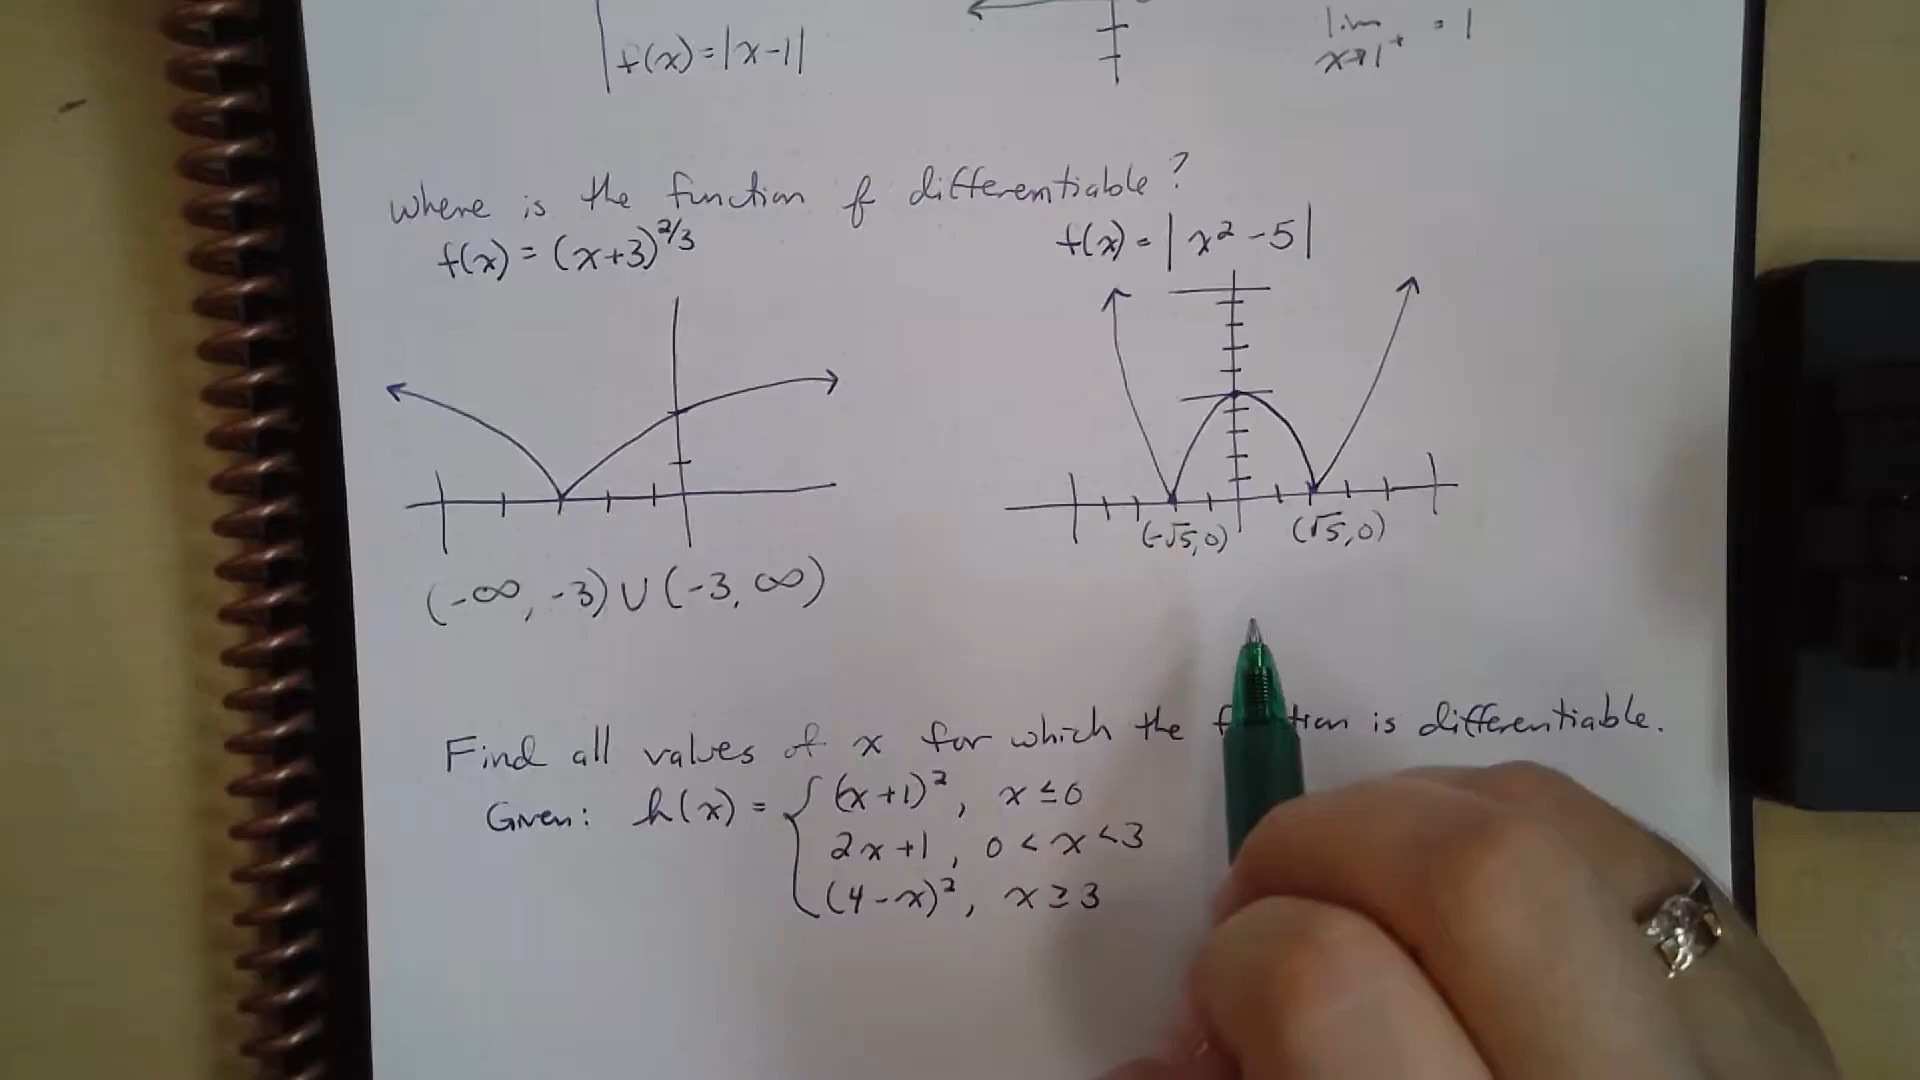 f(x)=|x-1|
lim x→1⁺ = 1
where is the function f differentiable?
f(x) = (x+3)^2/3
f(x) = |x² - 5|
(-√5,0) (√5,0)
(-∞, -3) ∪ (-3, ∞)
Find all values of x for which the is differentiable.
Given: h(x) = { (x+1)², x ≤ 0
2x+1, 0 < x < 3
(4-x)², x ≥ 3